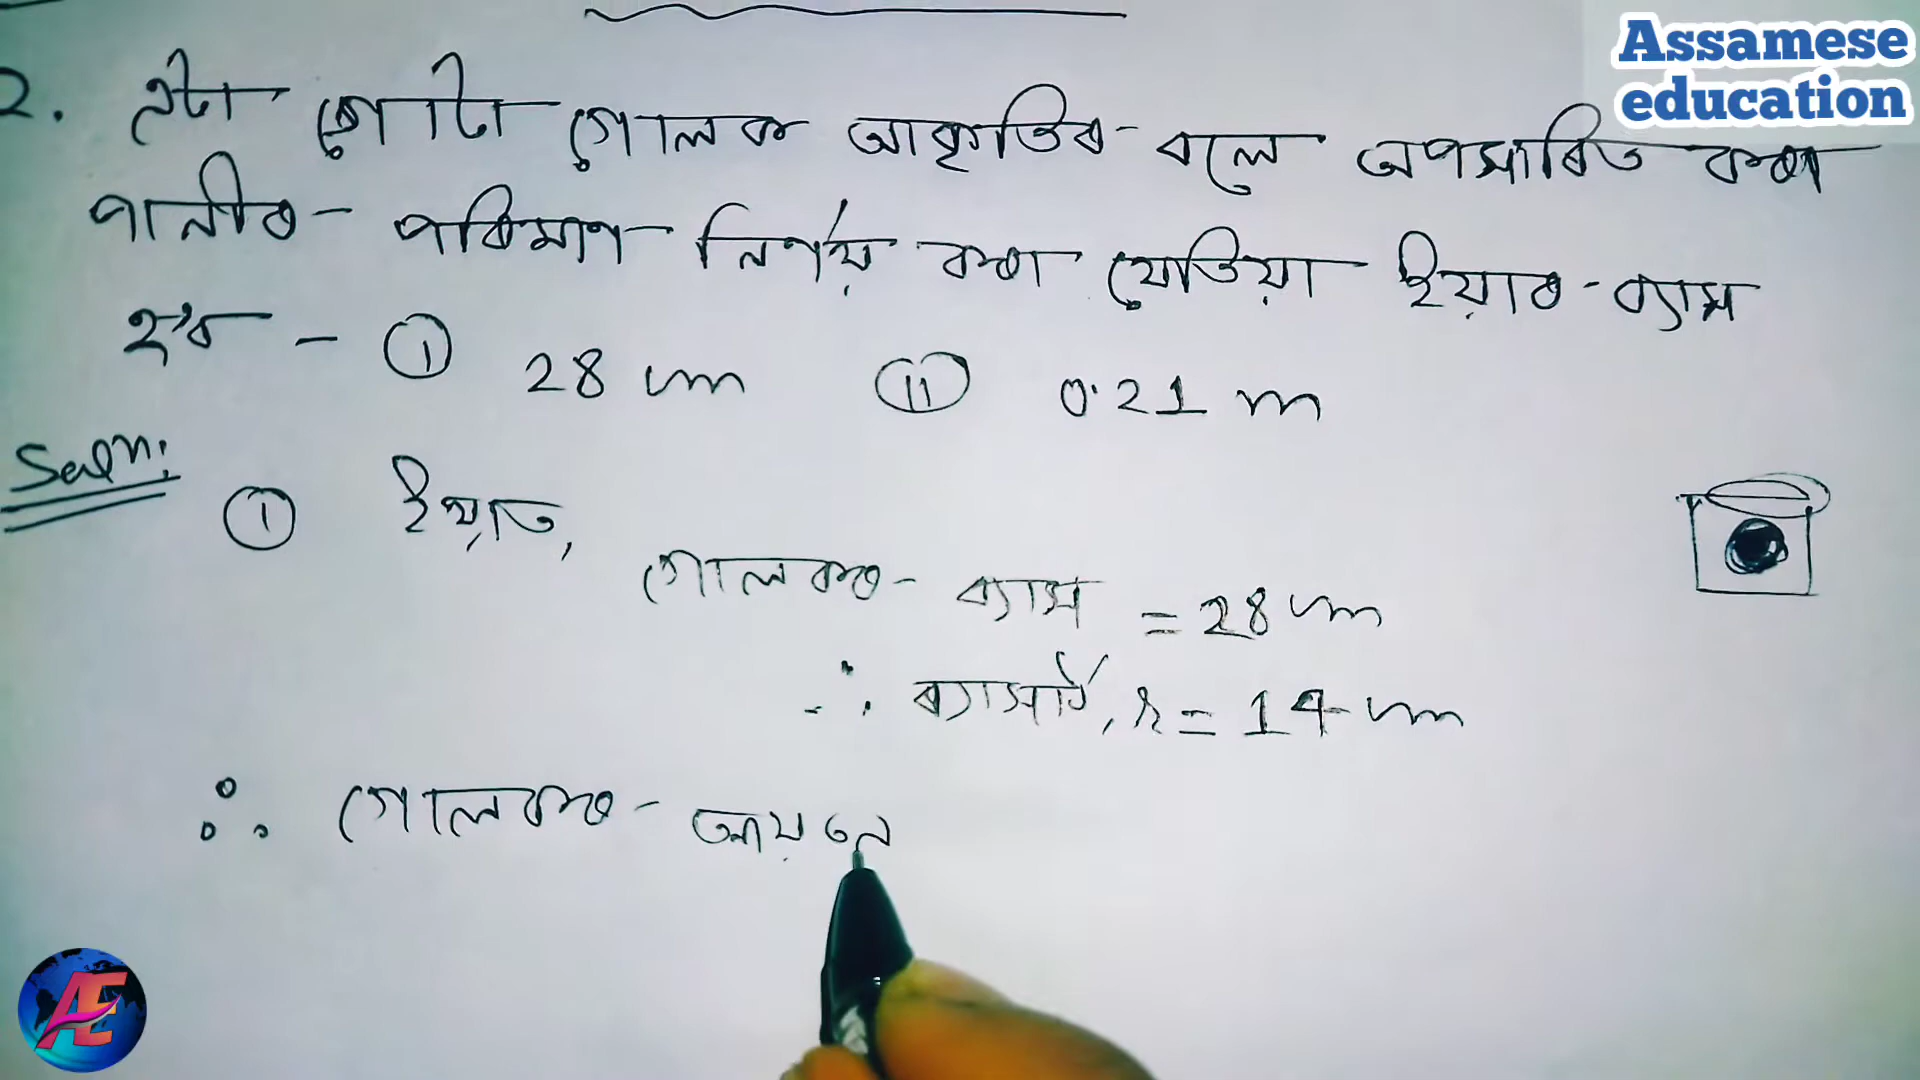 Assamese
education
2. এটা গোটা গোলক আকৃতিৰ বলে অপসাৰিত কৰা
পানীৰ পৰিমাণ নিৰ্ণয় কৰা যেতিয়া ইয়াৰ ব্যাস
হ'ব - (i) 28 cm (ii) 0.21 m
Soln:
(i) ইয়াত,
গোলকৰ ব্যাস = 28 cm
∴ ব্যাসাৰ্ধ, r = 14 cm
∴ গোলকৰ আয়তন
AE